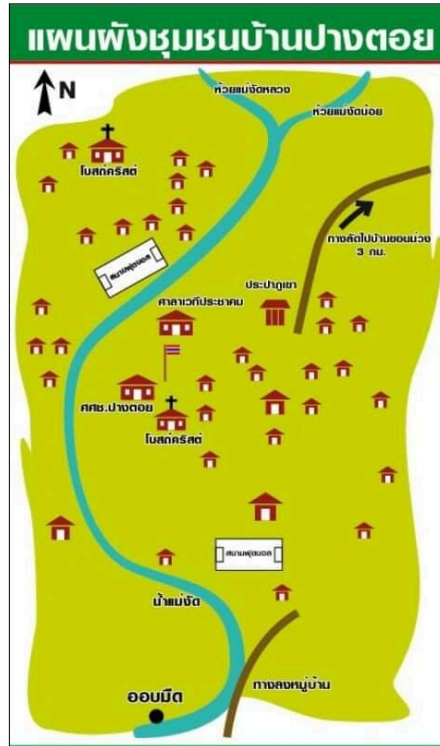 แผนผังชุมชนบ้านปางตอย
N
ห้วยแม่งัดหลวง
ห้วยแม่งัดน้อย
โบสถ์คริสต์
สนามฟุตบอล
ทางลัดไปบ้านขอนม่วง
3 กม.
ประปาภูเขา
ศาลาเวทีประชาคม
ศศช.ปางตอย
โบสถ์คริสต์
สนามฟุตบอล
น้ำแม่งัด
ทางลงหมู่บ้าน
ออบมืด